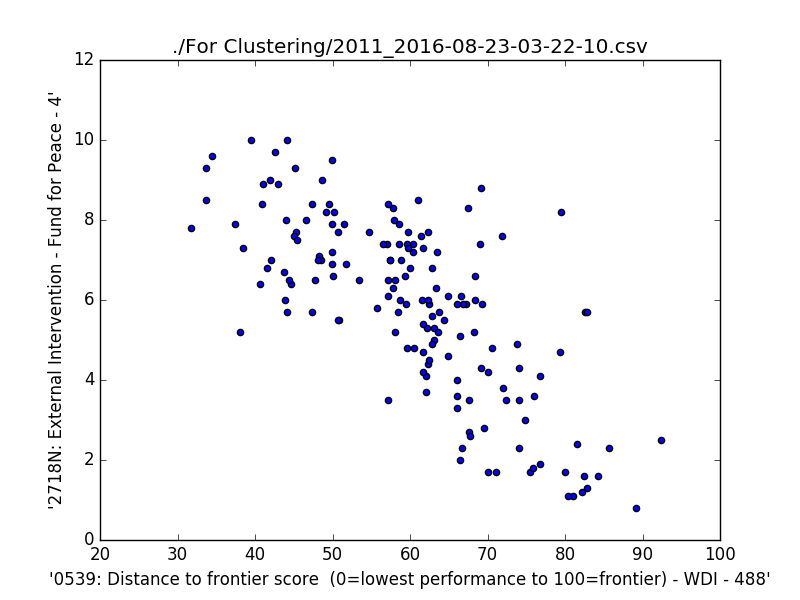 ./For Clustering/2011_2016-08-23-03-22-10.csv
12
10
8
6
4
2
0
'2718N: External Intervention - Fund for Peace - 4'
20 30 40 50 60 70 80 90 100
'0539: Distance to frontier score  (0=lowest performance to 100=frontier) - WDI - 488'